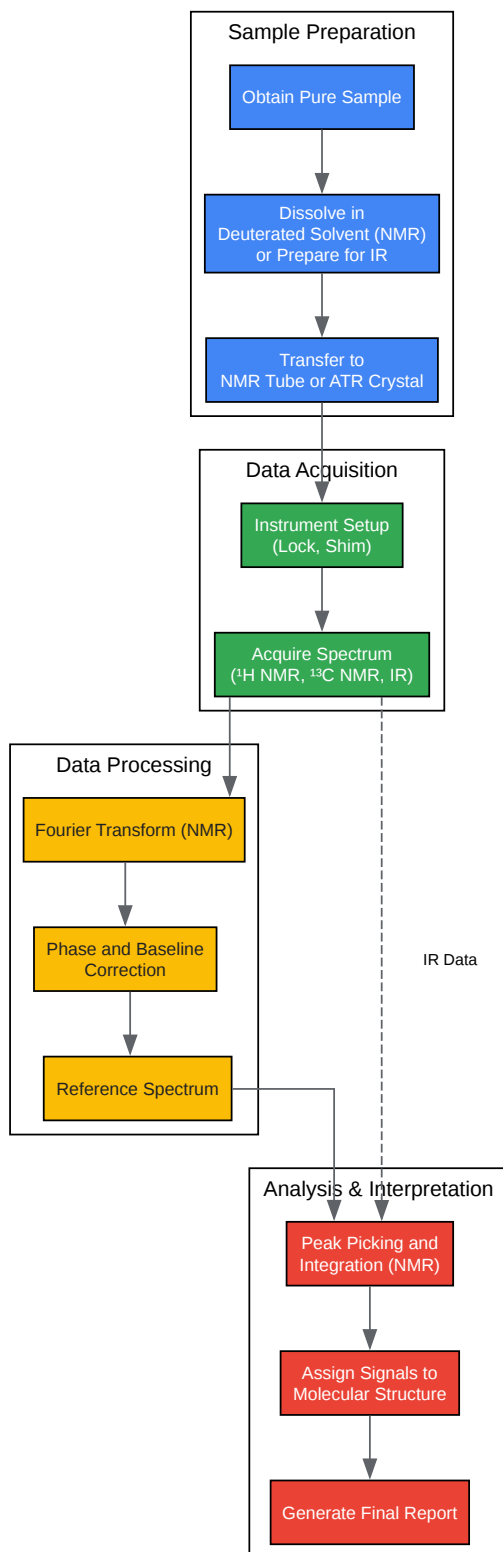 Sample Preparation
Obtain Pure Sample
Dissolve in
Deuterated Solvent (NMR)
or Prepare for IR
Transfer to
NMR Tube or ATR Crystal
Data Acquisition
Instrument Setup
(Lock, Shim)
Acquire Spectrum
(¹H NMR, ¹³C NMR, IR)
Data Processing
Fourier Transform (NMR)
Phase and Baseline
Correction
IR Data
Reference Spectrum
Analysis & Interpretation
Peak Picking and
Integration (NMR)
Assign Signals to
Molecular Structure
Generate Final Report